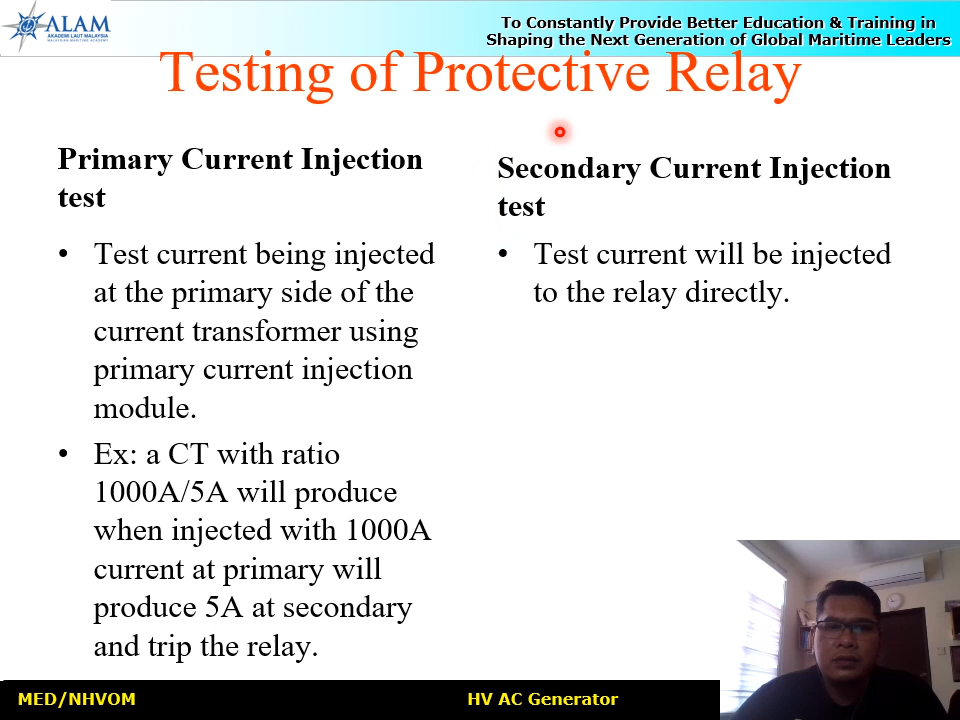 ALAM
AKADEMI LAUT MALAYSIA
MALAYSIAN MARITIME ACADEMY
To Constantly Provide Better Education & Training in
Shaping the Next Generation of Global Maritime Leaders
Testing of Protective Relay
Primary Current Injection
test
• Test current being injected
at the primary side of the
current transformer using
primary current injection
module.
• Ex: a CT with ratio
1000A/5A will produce
when injected with 1000A
current at primary will
produce 5A at secondary
and trip the relay.
Secondary Current Injection
test
• Test current will be injected
to the relay directly.
MED/NHVOM
HV AC Generator